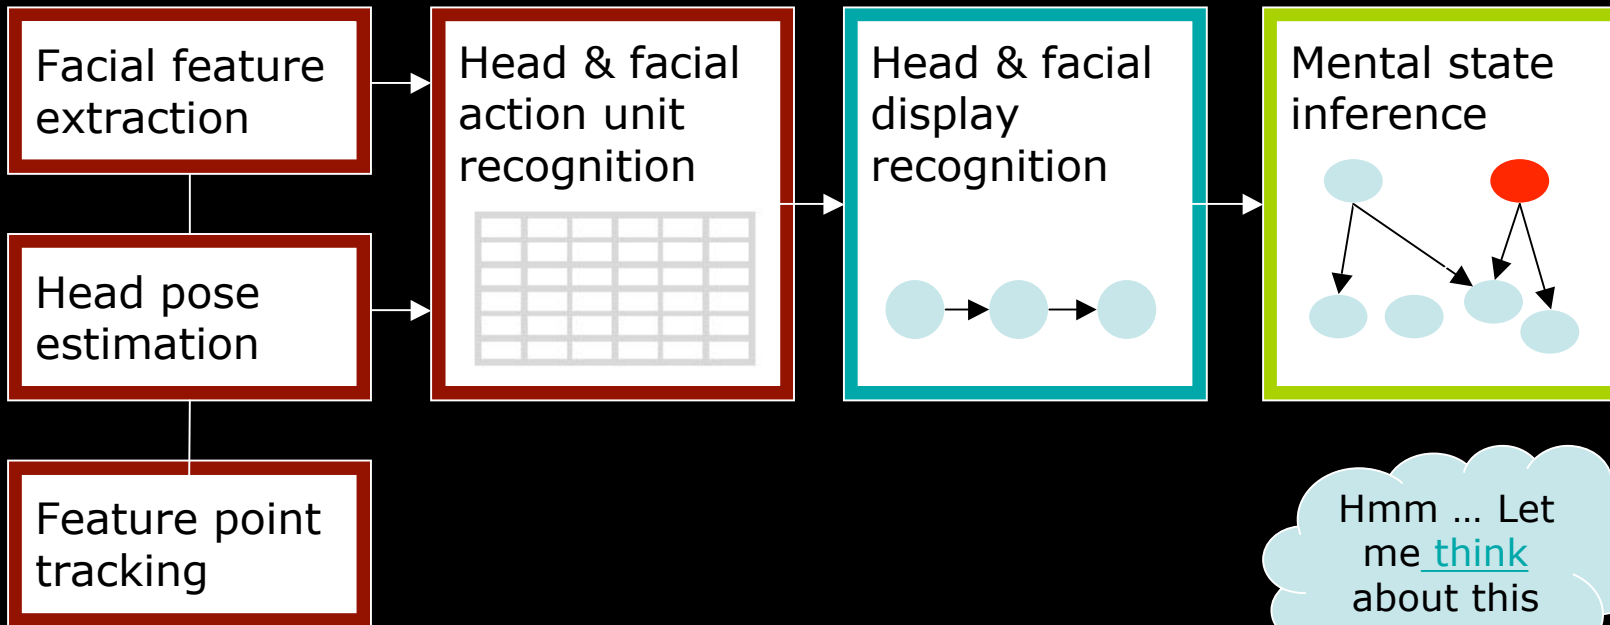 Facial feature
extraction
Head & facial
action unit
recognition
Head & facial
display
recognition
Mental state
inference
Head pose
estimation
Feature point
tracking
Hmm ... Let
me think
about this